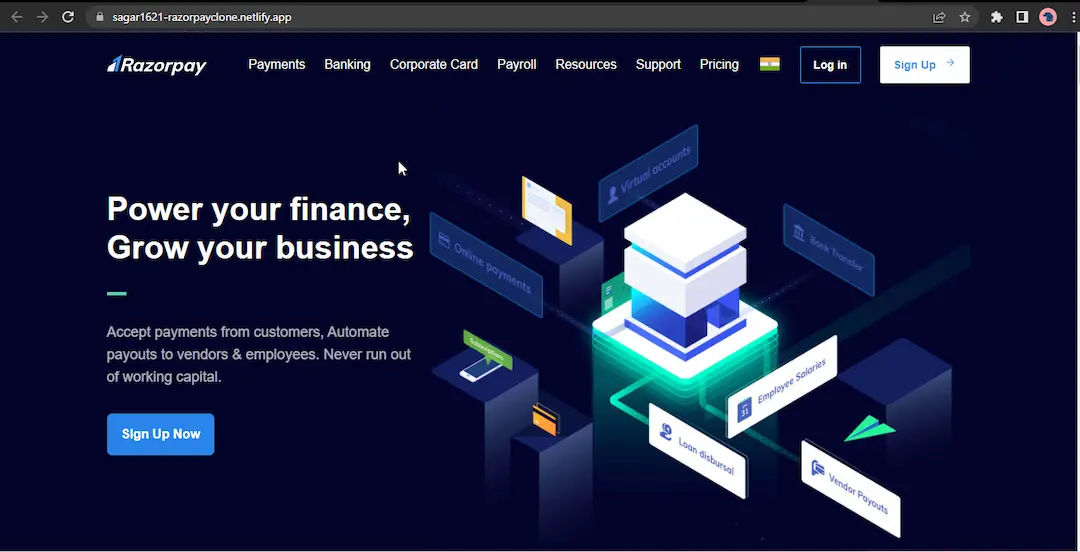 sagar1621-razorpayclone.netlify.app
Razorpay
Payments
Banking
Corporate Card
Payroll
Resources
Support
Pricing
Log in
Sign Up
Power your finance,
Grow your business
Accept payments from customers, Automate
payouts to vendors & employees. Never run out
of working capital.
Sign Up Now
Virtual accounts
Online payments
Bank Transfer
Subscriptions
31
Employee Salaries
Loan disbursal
Vendor Payouts